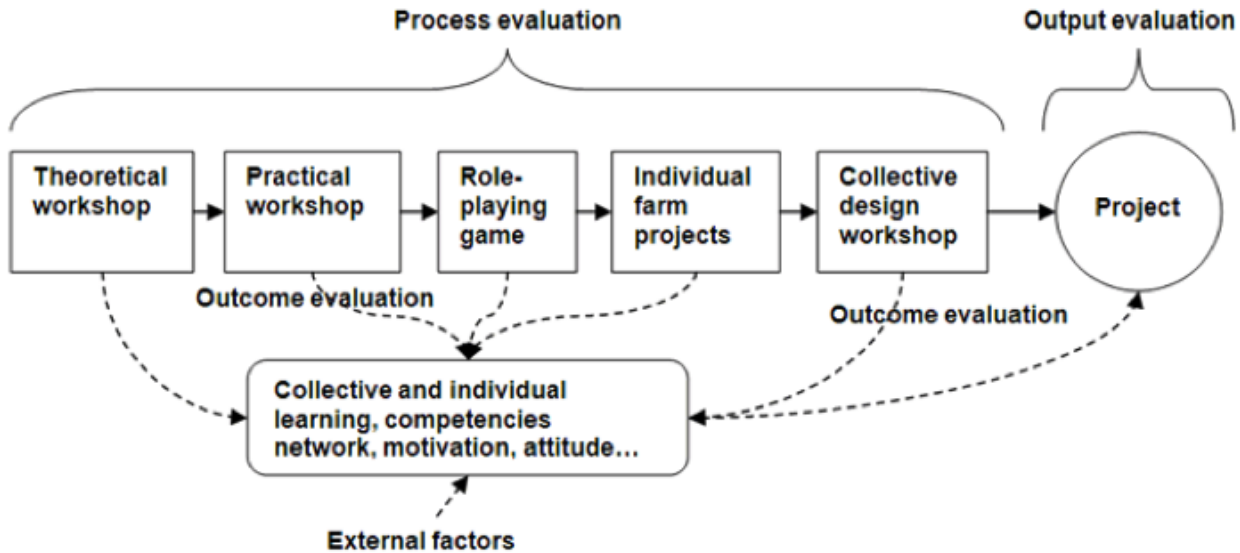 Process evaluation
Output evaluation
Theoretical
workshop
Practical
workshop
Role-
playing
game
Individual
farm
projects
Collective
design
workshop
Project
Outcome evaluation
Outcome evaluation
Collective and individual
learning, competencies
network, motivation, attitude...
External factors